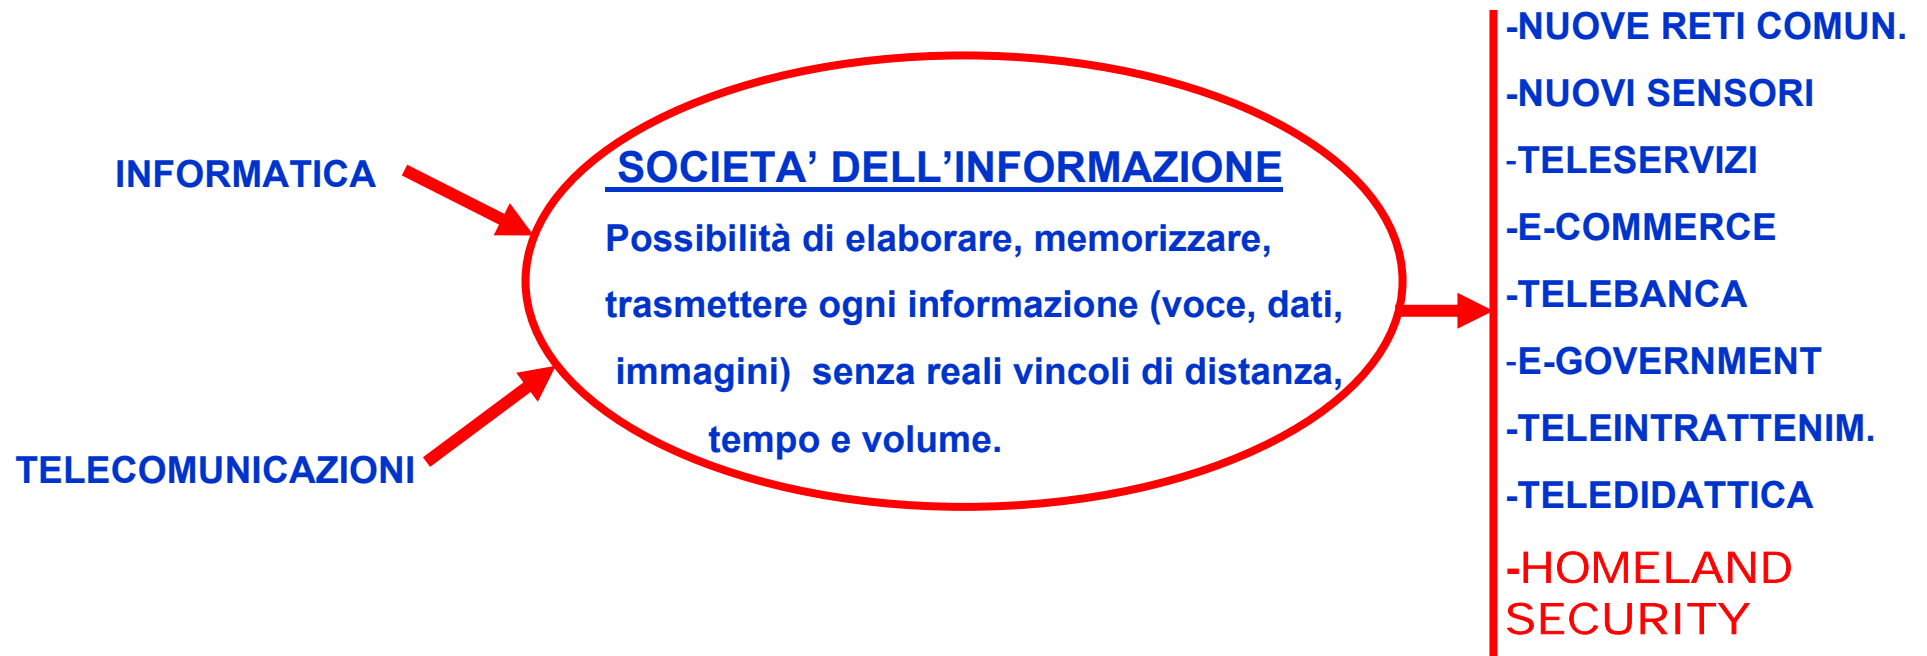 INFORMATICA
TELECOMUNICAZIONI
SOCIETA’ DELL’INFORMAZIONE
Possibilità di elaborare, memorizzare,
trasmettere ogni informazione (voce, dati,
immagini) senza reali vincoli di distanza,
tempo e volume.
-NUOVE RETI COMUN.
-NUOVI SENSORI
-TELESERVIZI
-E-COMMERCE
-TELEBANCA
-E-GOVERNMENT
-TELEINTRATTENIM.
-TELEDIDATTICA
-HOMELAND
SECURITY